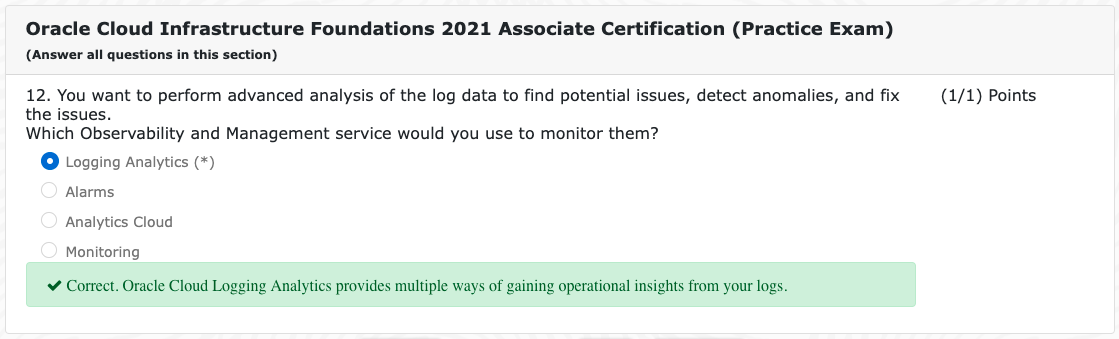 Oracle Cloud Infrastructure Foundations 2021 Associate Certification (Practice Exam)
(Answer all questions in this section)
12. You want to perform advanced analysis of the log data to find potential issues, detect anomalies, and fix
the issues.
Which Observability and Management service would you use to monitor them?
(1/1) Points
Logging Analytics (*)
Alarms
Analytics Cloud
Monitoring
✔ Correct. Oracle Cloud Logging Analytics provides multiple ways of gaining operational insights from your logs.